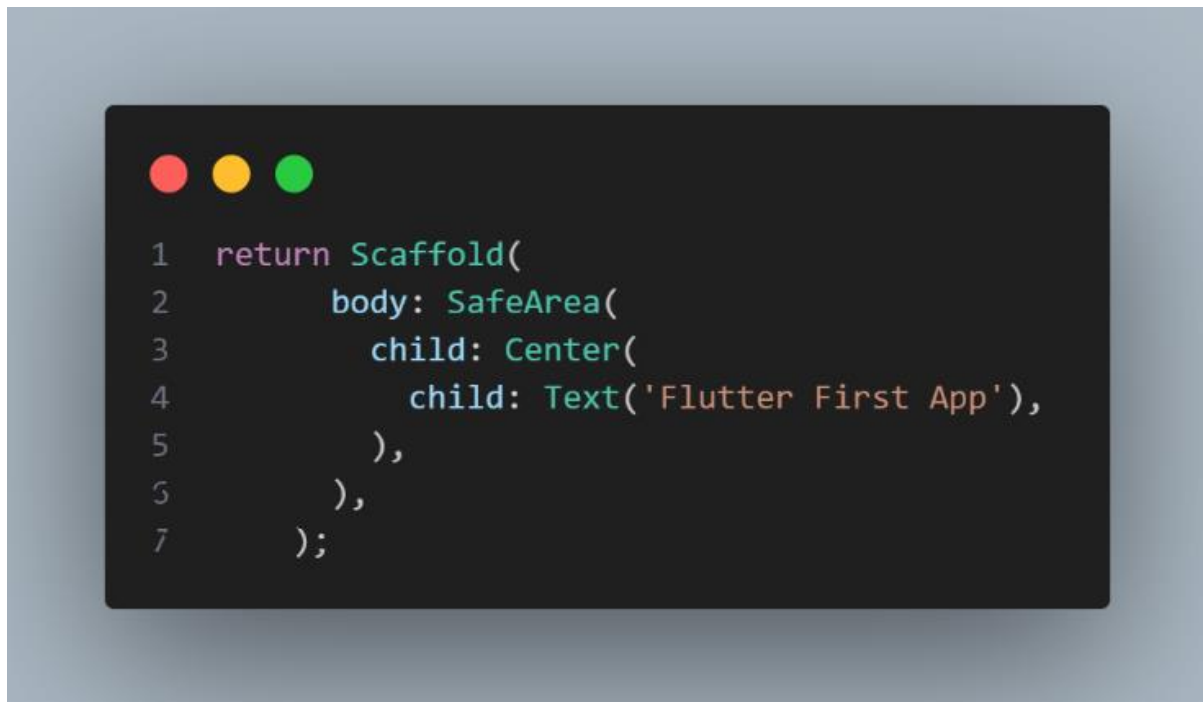 1 return Scaffold(
2 body: SafeArea(
3 child: Center(
4 child: Text('Flutter First App'),
5 ),
6 ),
7 );